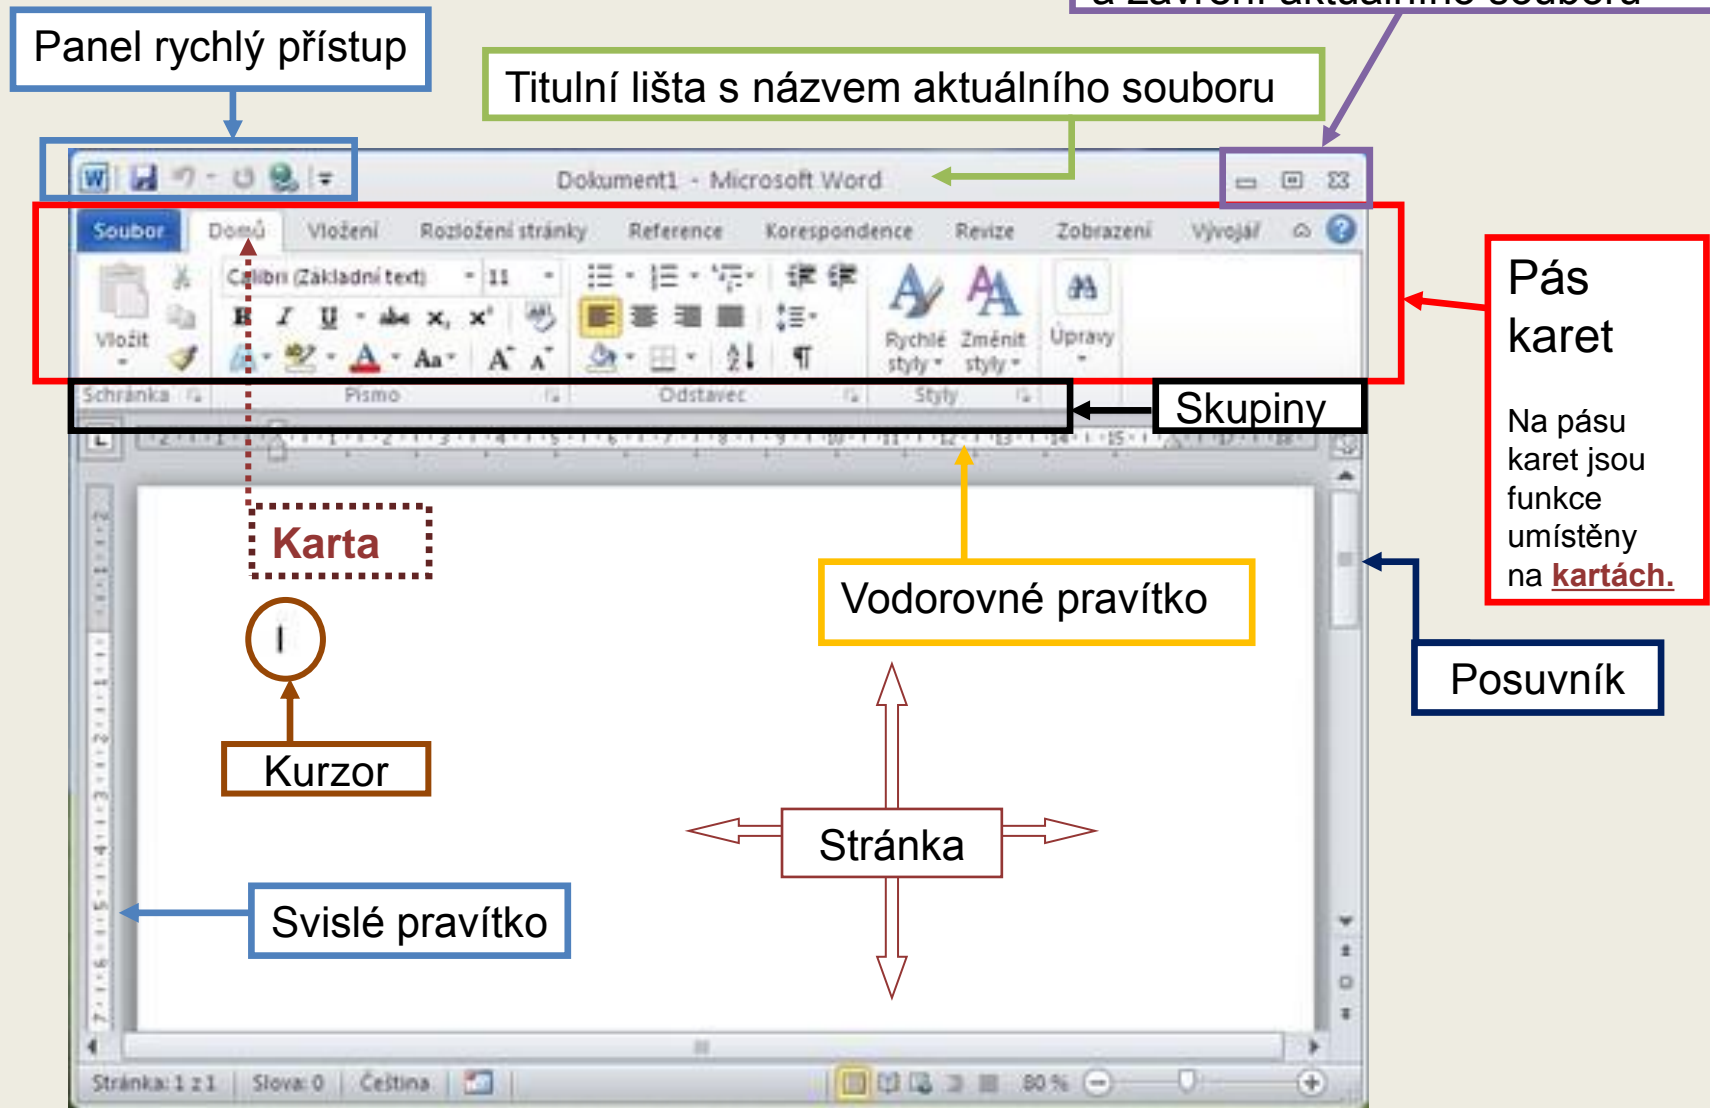 a zavření aktuálního souboru
Panel rychlý přístup
Titulní lišta s názvem aktuálního souboru
Dokument1 - Microsoft Word
Soubor Domů Vložení Rozložení stránky Reference Korespondence Revize Zobrazení Vývojář
Calibri (Základní text) 11
Vložit
Rychlé styly
Změnit styly
Úpravy
Schránka Písmo Odstavec Styly
Skupiny
Pás
karet
Na pásu
karet jsou
funkce
umístěny
na kartách.
Karta
Vodorovné pravítko
Posuvník
Kurzor
Stránka
Svislé pravítko
Stránka: 1 z 1 Slova: 0 Čeština 80 %